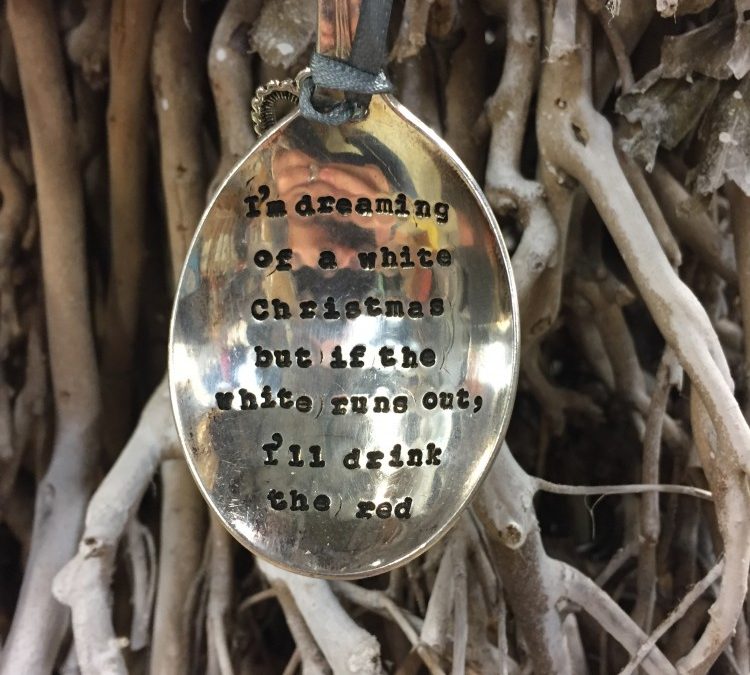 I'm dreaming
of a white
Christmas
but if the
white runs out,
I'll drink
the red